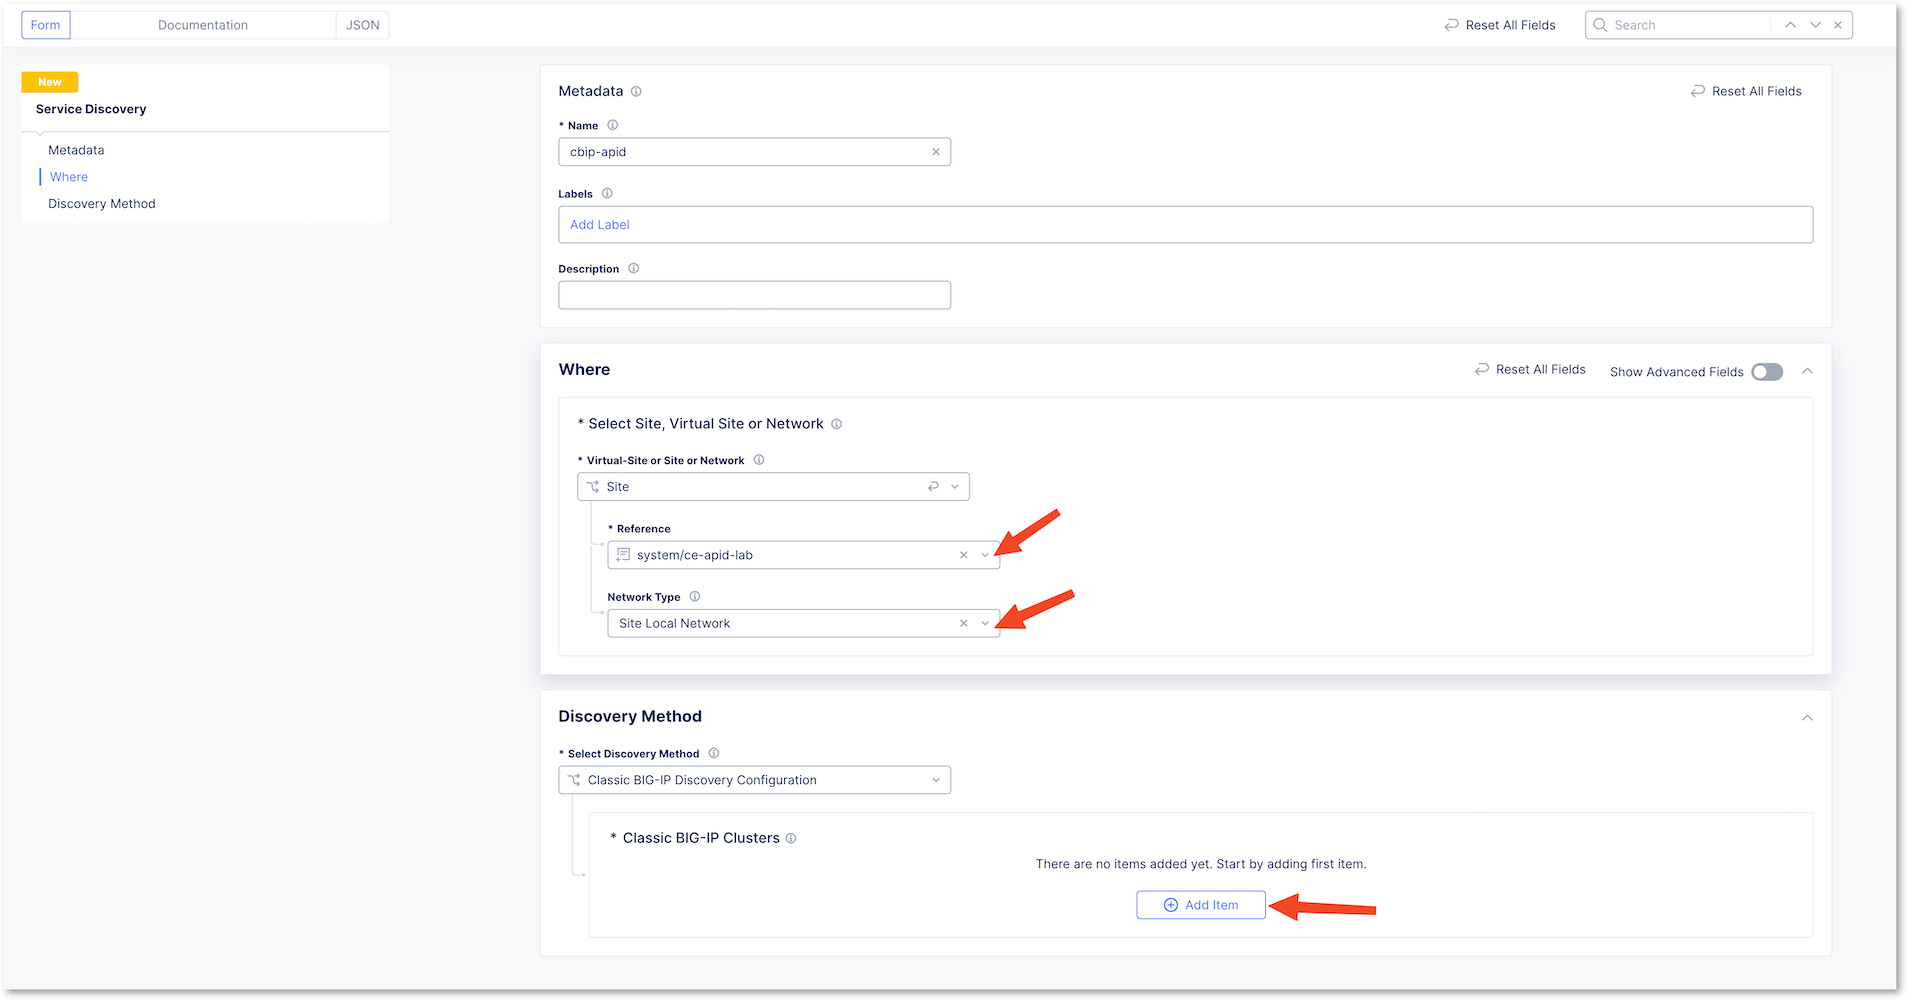 Form
Documentation
JSON
Reset All Fields
Search
New
Service Discovery
Metadata
Where
Discovery Method
Metadata
Reset All Fields
* Name
cbip-apid
Labels
Add Label
Description
Where
Reset All Fields
Show Advanced Fields
* Select Site, Virtual Site or Network
* Virtual-Site or Site or Network
Site
* Reference
system/ce-apid-lab
Network Type
Site Local Network
Discovery Method
* Select Discovery Method
Classic BIG-IP Discovery Configuration
* Classic BIG-IP Clusters
There are no items added yet. Start by adding first item.
Add Item